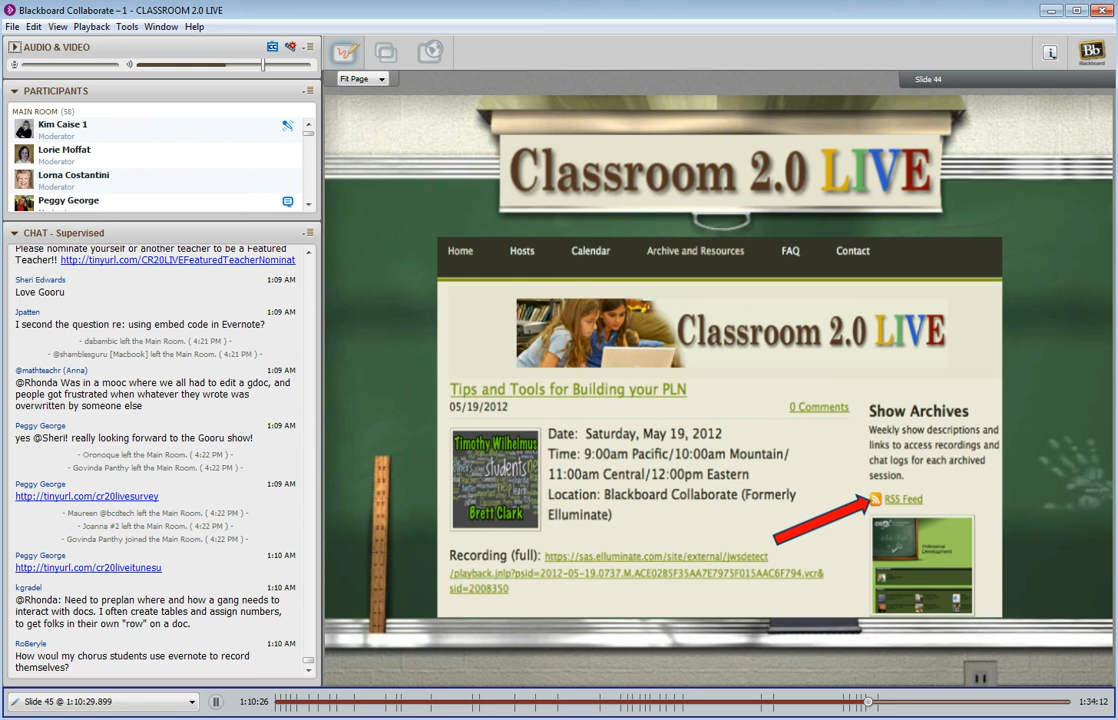 Blackboard Collaborate – 1 - CLASSROOM 2.0 LIVE
File Edit View Playback Tools Window Help
AUDIO & VIDEO
PARTICIPANTS
MAIN ROOM (58)
Kim Caise 1
Moderator
Lorie Moffat
Moderator
Lorna Costantini
Moderator
Peggy George
CHAT - Supervised
Please nominate yourself or another teacher to be a Featured
Teacher!! http://tinyurl.com/CR20LIVEFeaturedTeacherNominat
Sheri Edwards 1:09 AM
Love Gooru
Jpatten 1:09 AM
I second the question re: using embed code in Evernote?
- dabambic left the Main Room. ( 4:21 PM ) -
- @shamblesguru [Macbook] left the Main Room. ( 4:21 PM ) -
@mathteachr (Anna) 1:09 AM
@Rhonda Was in a mooc where we all had to edit a gdoc, and
people got frustrated when whatever they wrote was
overwritten by someone else
Peggy George 1:09 AM
yes @Sheri! really looking forward to the Gooru show!
- Oronoque left the Main Room. ( 4:22 PM ) -
- Govinda Panthy left the Main Room. ( 4:22 PM ) -
Peggy George 1:09 AM
http://tinyurl.com/cr20livesurvey
- Maureen @bcdtech left the Main Room. ( 4:22 PM ) -
- Joanna #2 left the Main Room. ( 4:22 PM ) -
- Govinda Panthy joined the Main Room. ( 4:22 PM ) -
Peggy George 1:10 AM
http://tinyurl.com/cr20liveitunesu
kgradel 1:10 AM
@Rhonda: Need to preplan where and how a gang needs to
interact with docs. I often create tables and assign numbers,
to get folks in their own "row" on a doc.
RoBeryle 1:10 AM
How woul my chorus students use evernote to record
themselves?
Slide 45 @ 1:10:29.899
1:10:26
1:34:12
Bb
Blackboard
Fit Page
Slide 44
Classroom 2.0 LIVE
Home Hosts Calendar Archive and Resources FAQ Contact
Classroom 2.0 LIVE
Tips and Tools for Building your PLN
05/19/2012 0 Comments
Timothy Wilhelmus
others
students
Brett Clark
Date: Saturday, May 19, 2012
Time: 9:00am Pacific/10:00am Mountain/
11:00am Central/12:00pm Eastern
Location: Blackboard Collaborate (Formerly
Elluminate)
Recording (full): https://sas.elluminate.com/site/external/jwsdetect
/playback.jnlp?psid=2012-05-19.0737.M.ACE0285F35AA7E7975F015AAC6F794.vcr&
sid=2008350
Show Archives
Weekly show descriptions and
links to access recordings and
chat logs for each archived
session.
RSS Feed
Professional
Development